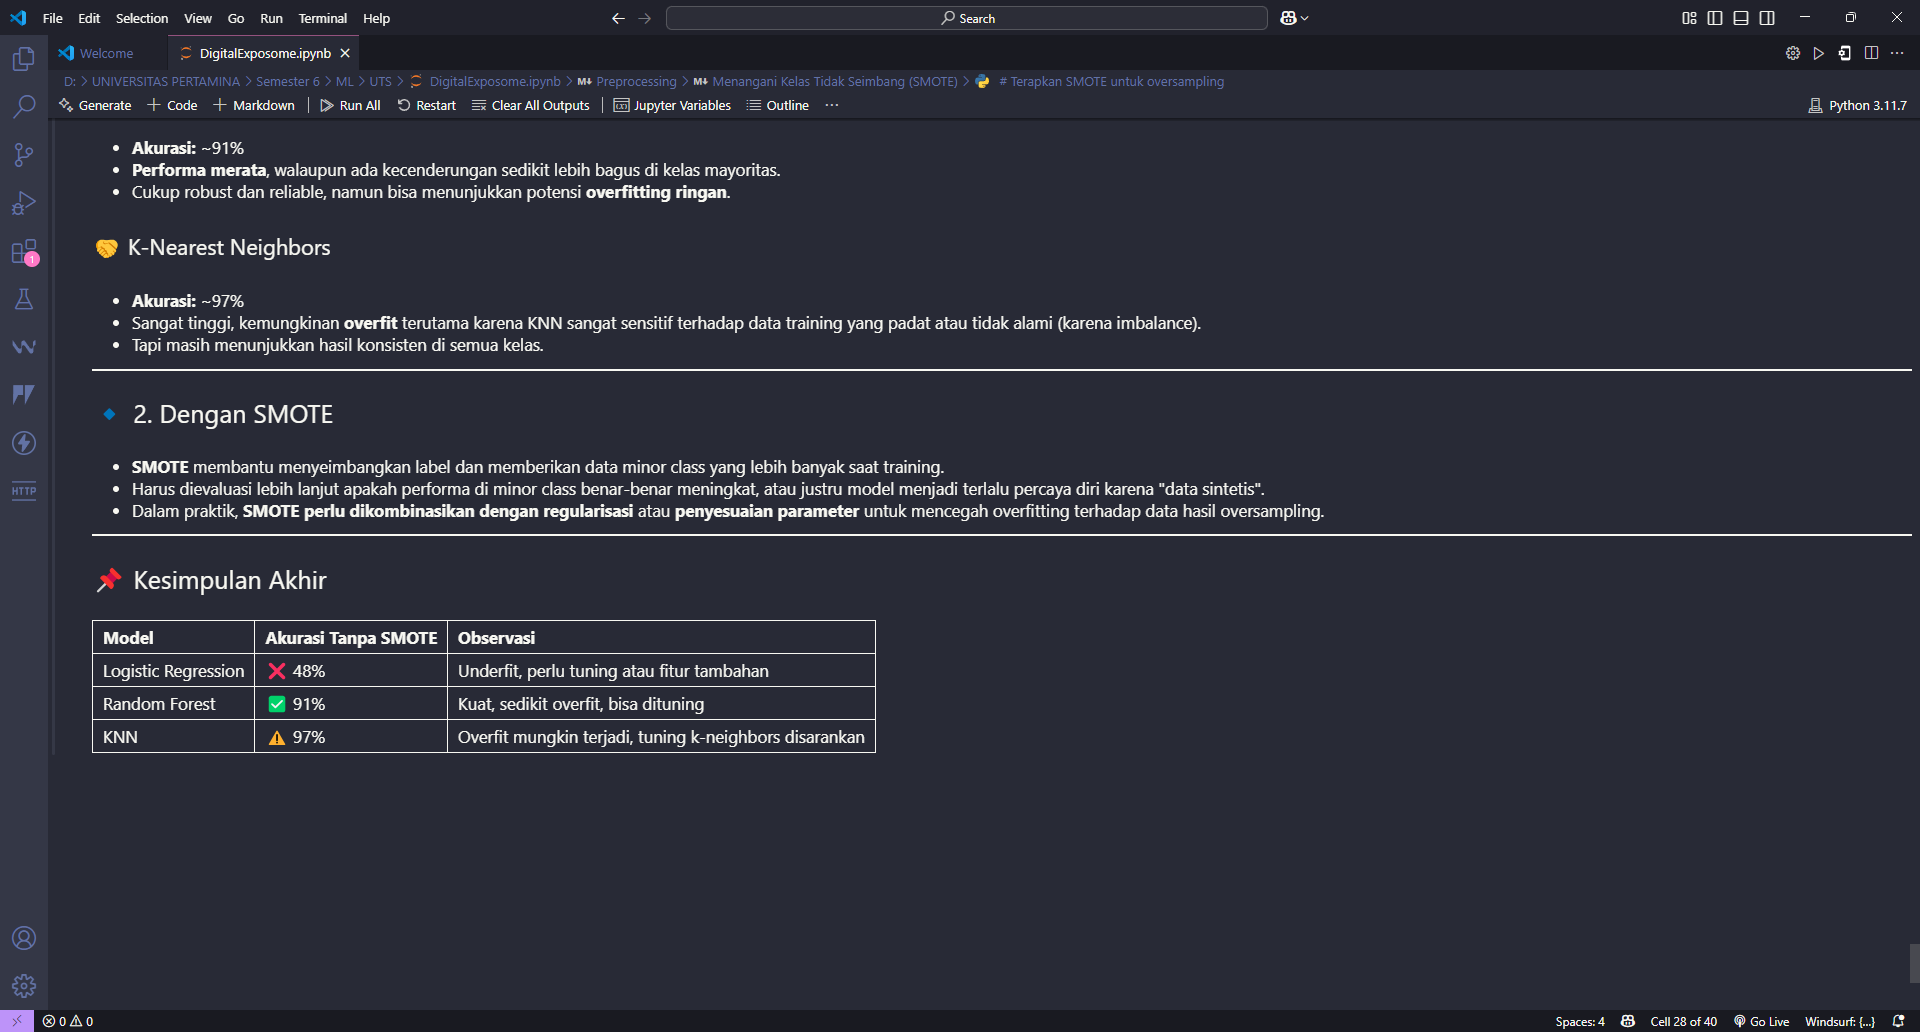 File Edit Selection View Go Run Terminal Help
Search
Welcome
DigitalExposome.ipynb
D: > UNIVERSITAS PERTAMINA > Semester 6 > ML > UTS > DigitalExposome.ipynb > M↓ Preprocessing > M↓ Menangani Kelas Tidak Seimbang (SMOTE) > # Terapkan SMOTE untuk oversampling
Generate + Code + Markdown Run All Restart Clear All Outputs Jupyter Variables Outline ··· Python 3.11.7
• Akurasi: ~91%
• Performa merata, walaupun ada kecenderungan sedikit lebih bagus di kelas mayoritas.
• Cukup robust dan reliable, namun bisa menunjukkan potensi overfitting ringan.
K-Nearest Neighbors
• Akurasi: ~97%
• Sangat tinggi, kemungkinan overfit terutama karena KNN sangat sensitif terhadap data training yang padat atau tidak alami (karena imbalance).
• Tapi masih menunjukkan hasil konsisten di semua kelas.
2. Dengan SMOTE
• SMOTE membantu menyeimbangkan label dan memberikan data minor class yang lebih banyak saat training.
• Harus dievaluasi lebih lanjut apakah performa di minor class benar-benar meningkat, atau justru model menjadi terlalu percaya diri karena "data sintetis".
• Dalam praktik, SMOTE perlu dikombinasikan dengan regularisasi atau penyesuaian parameter untuk mencegah overfitting terhadap data hasil oversampling.
📌 Kesimpulan Akhir
Model Akurasi Tanpa SMOTE Observasi
Logistic Regression ❌ 48% Underfit, perlu tuning atau fitur tambahan
Random Forest ✅ 91% Kuat, sedikit overfit, bisa dituning
KNN ⚠️ 97% Overfit mungkin terjadi, tuning k-neighbors disarankan
1
HTTP
0 0
Spaces: 4 Cell 28 of 40 Go Live Windsurf: {...}